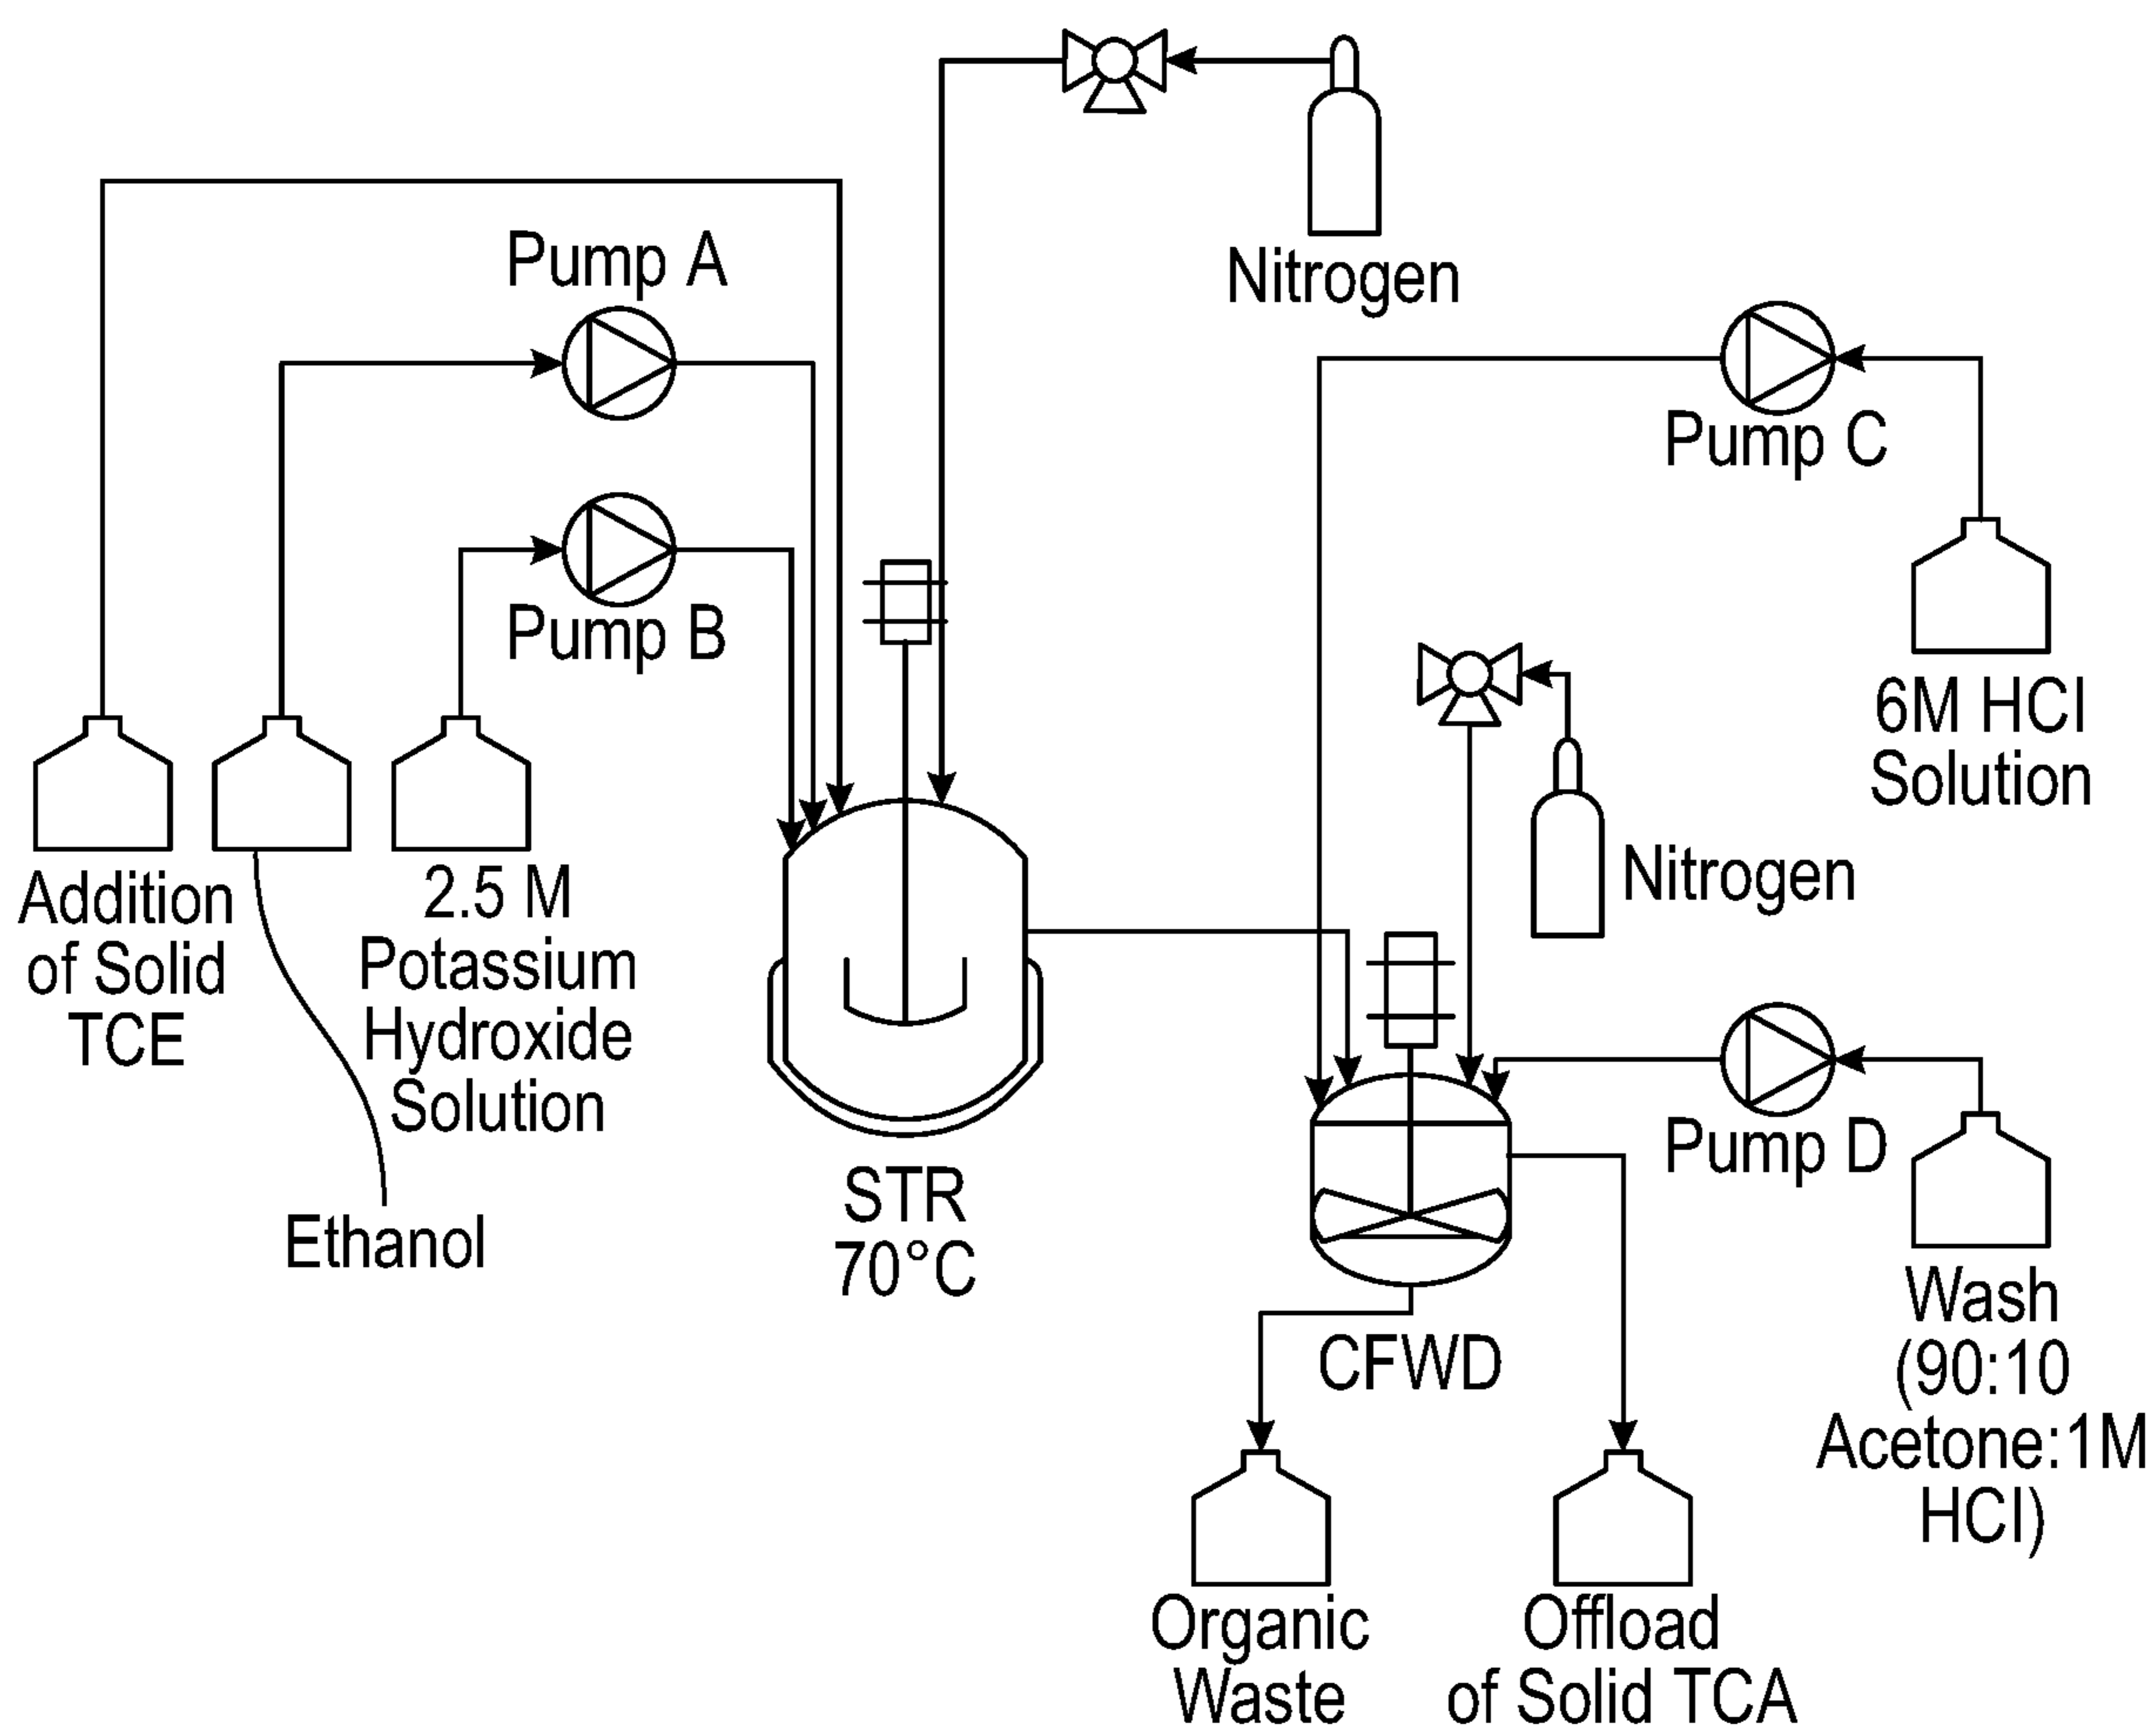 Nitrogen
Pump A
Pump B
Pump C
6M HCl
Solution
Nitrogen
Addition
of Solid
TCE
2.5 M
Potassium
Hydroxide
Solution
Ethanol
STR
70°C
Pump D
CFWD
Wash
(90:10
Acetone:1M
HCl)
Organic
Waste
Offload
of Solid TCA